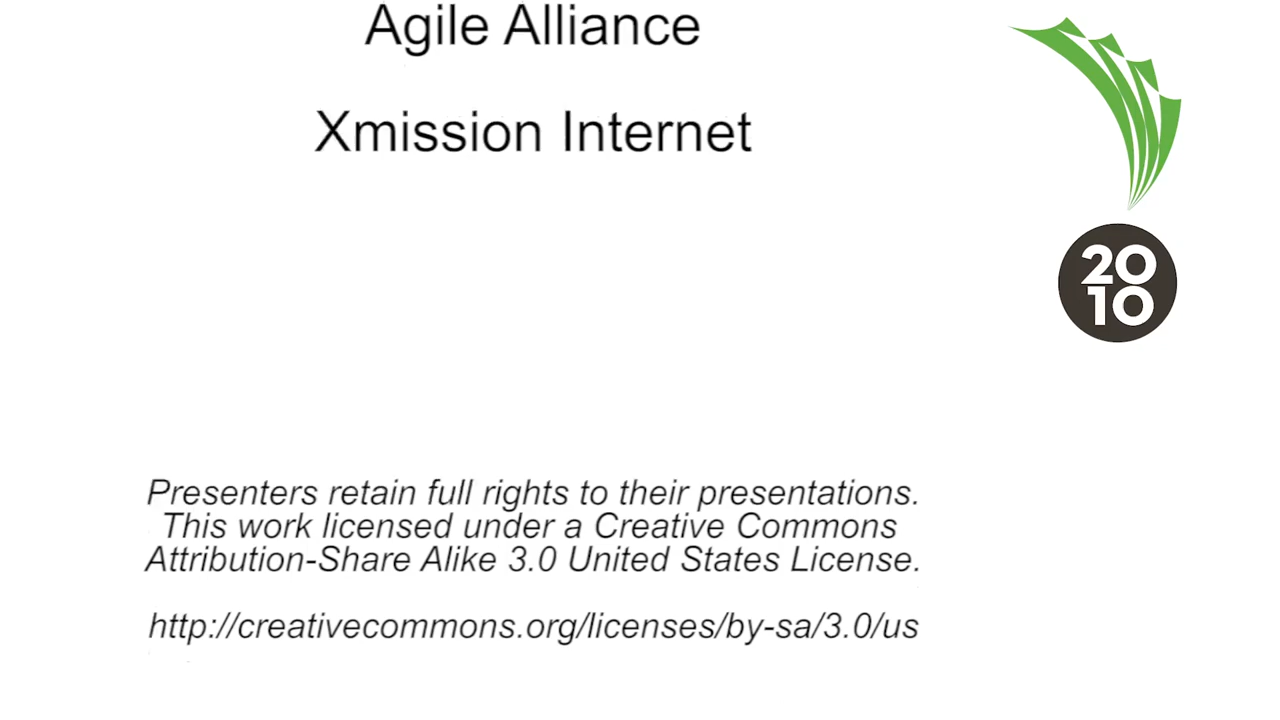 Agile Alliance
Xmission Internet
20
10
Presenters retain full rights to their presentations.
This work licensed under a Creative Commons
Attribution-Share Alike 3.0 United States License.
http://creativecommons.org/licenses/by-sa/3.0/us